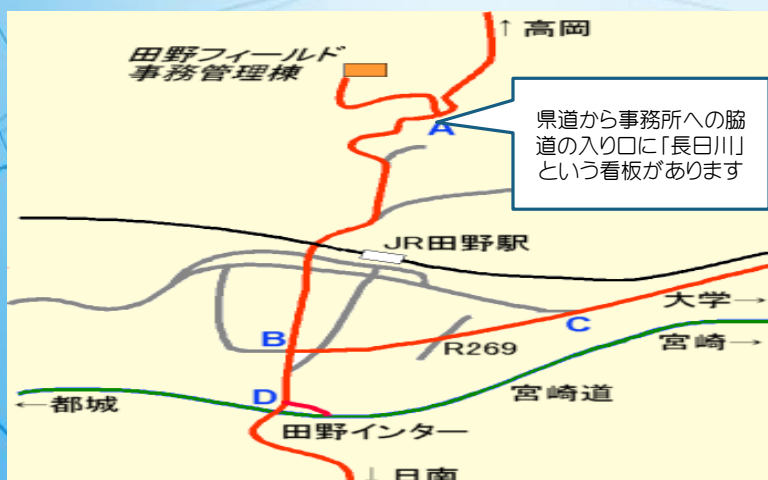 ↑高岡
田野フィールド
事務管理棟
A
県道から事務所への脇
道の入り口に「長日川」
という看板があります
JR田野駅
大学→
C
B
R269
宮崎→
D
宮崎道
←都城
田野インター
↓日南